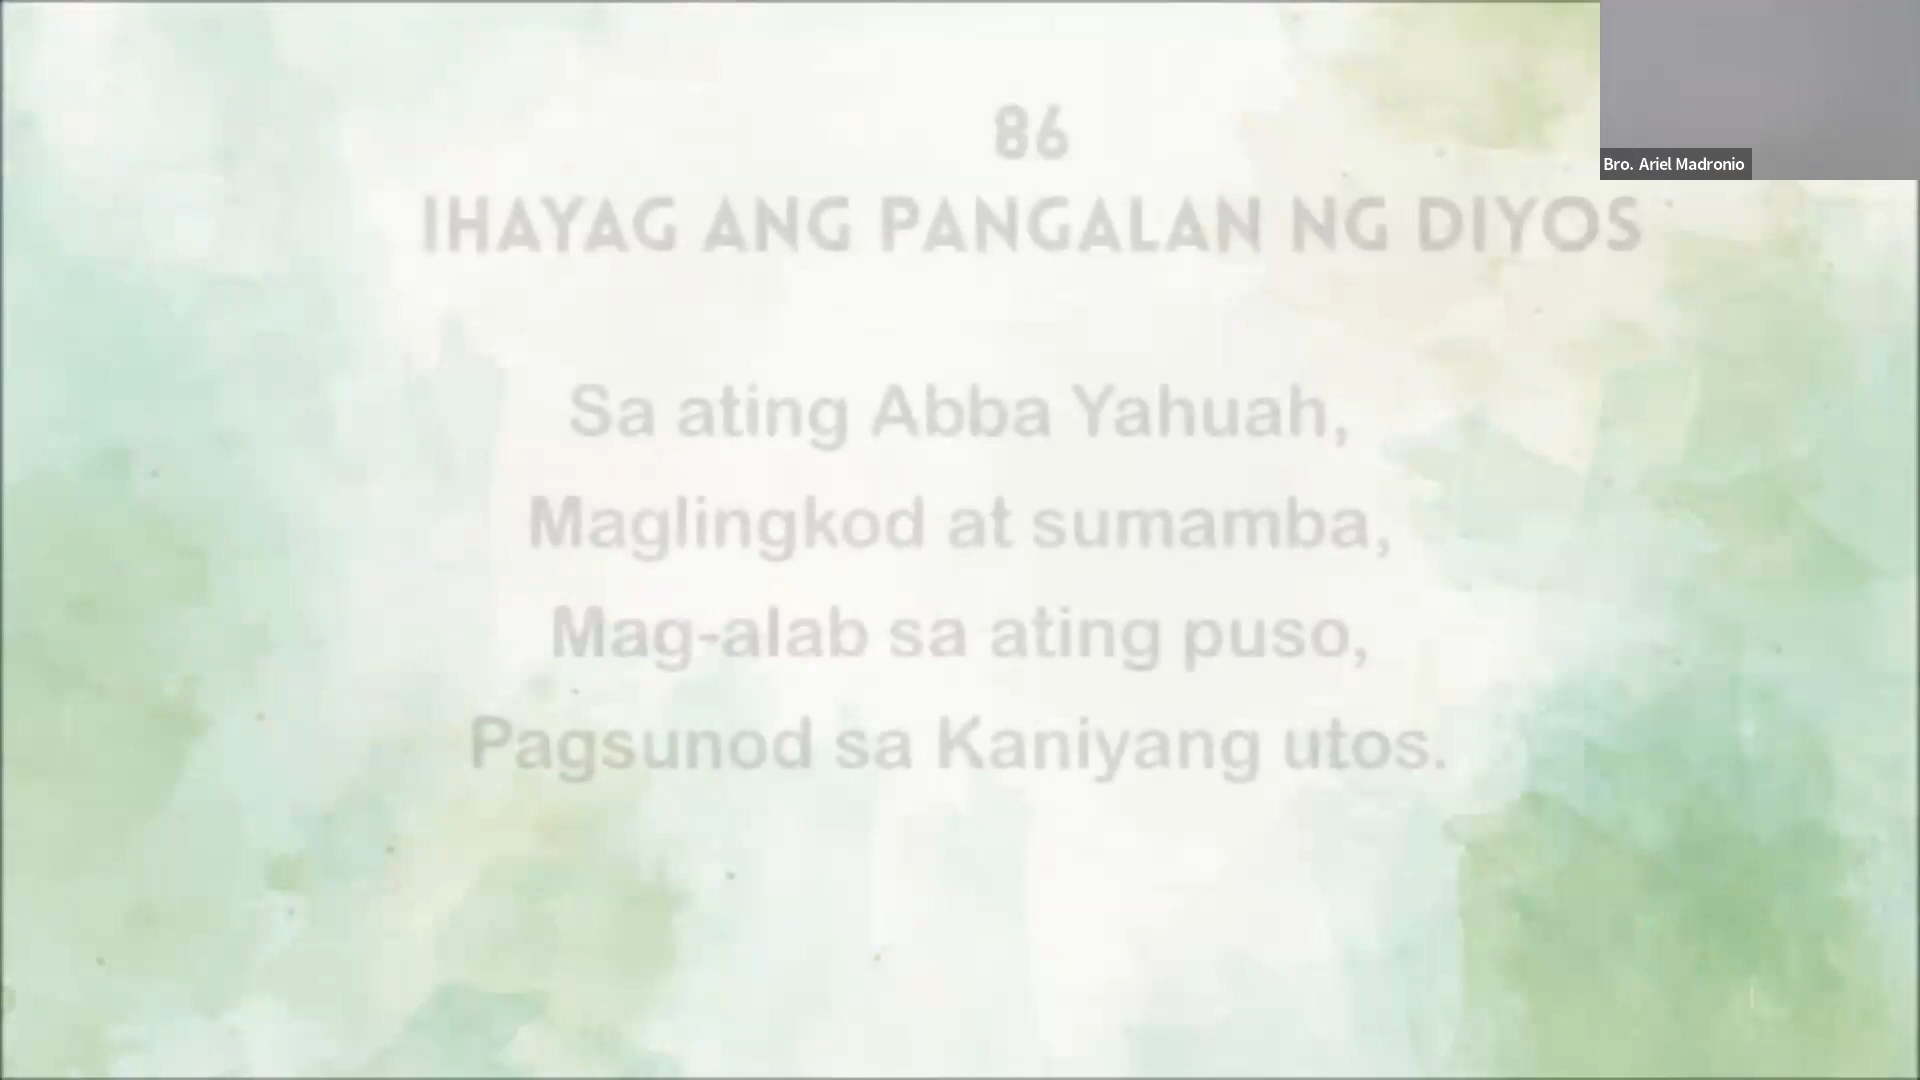 86
IHAYAG ANG PANGALAN NG DIYOS
Sa ating Abba Yahuah,
Maglingkod at sumamba,
Mag-alab sa ating puso,
Pagsunod sa Kaniyang utos.
Bro. Ariel Madronio